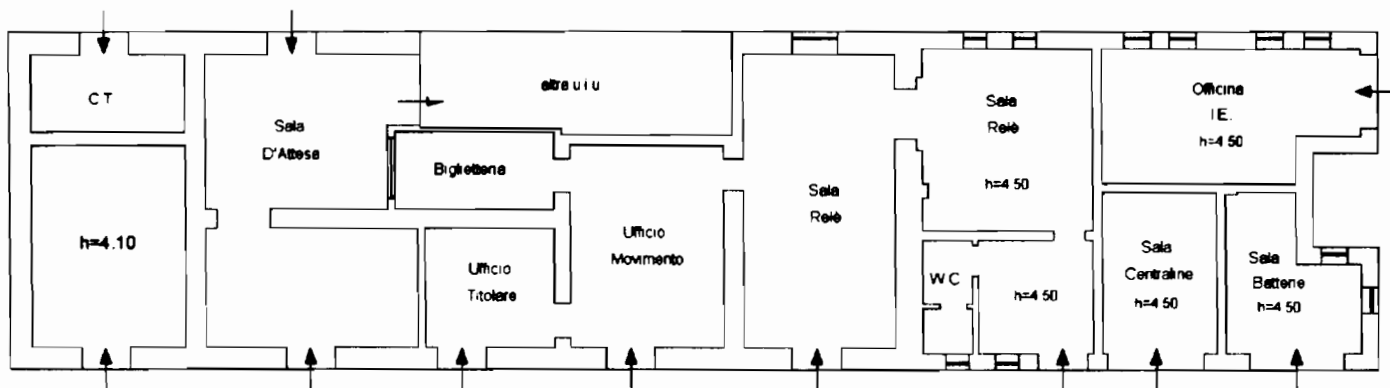 C T
Sala
D'Attesa
altra u i u
Biglietteria
h=4.10
Ufficio
Titolare
Ufficio
Movimento
Sala
Relè
Sala
Relè
h=4 50
W C
h=4 50
Officina
I.E.
h=4 50
Sala
Centraline
h=4 50
Sala
Batterie
h=4 50